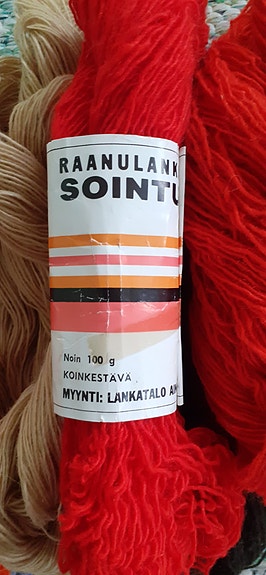 RAANULANK
SOINTU
Noin 100 g
KOINKESTÄVÄ
MYYNTI: LANKATALO